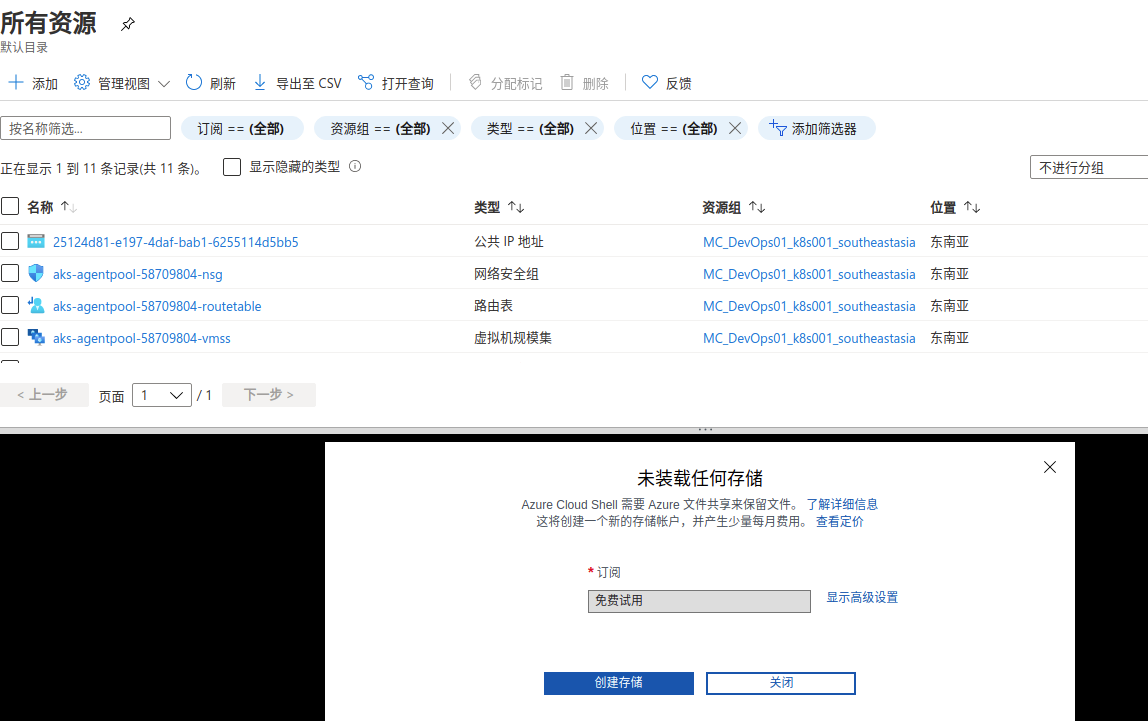 所有资源
默认目录
添加 管理视图 刷新 导出至 CSV 打开查询 分配标记 删除 反馈
按名称筛选... 订阅 == (全部) 资源组 == (全部) 类型 == (全部) 位置 == (全部) 添加筛选器
正在显示 1 到 11 条记录(共 11 条)。 显示隐藏的类型 不进行分组
名称 ↑↓ 类型 ↑↓ 资源组 ↑↓ 位置 ↑↓
25124d81-e197-4daf-bab1-6255114d5bb5 公共 IP 地址 MC_DevOps01_k8s001_southeastasia 东南亚
aks-agentpool-58709804-nsg 网络安全组 MC_DevOps01_k8s001_southeastasia 东南亚
aks-agentpool-58709804-routetable 路由表 MC_DevOps01_k8s001_southeastasia 东南亚
aks-agentpool-58709804-vmss 虚拟机规模集 MC_DevOps01_k8s001_southeastasia 东南亚
< 上一步 页面 1 / 1 下一步 >
未装载任何存储
Azure Cloud Shell 需要 Azure 文件共享来保留文件。 了解详细信息
这将创建一个新的存储帐户，并产生少量每月费用。 查看定价
* 订阅
免费试用 显示高级设置
创建存储 关闭